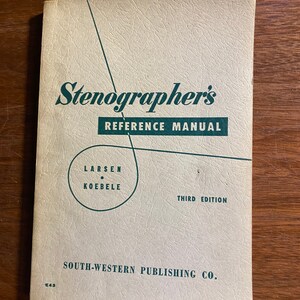 Stenographer's
REFERENCE MANUAL
LARSEN
•
KOEBELE
THIRD EDITION
SOUTH-WESTERN PUBLISHING CO.